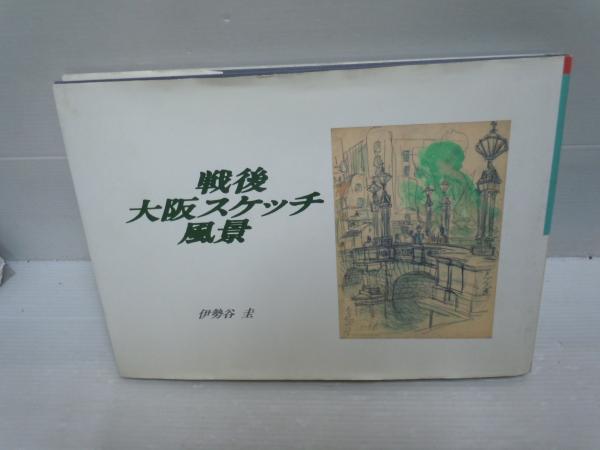 戦後
大阪スケッチ
風景
伊勢谷 圭